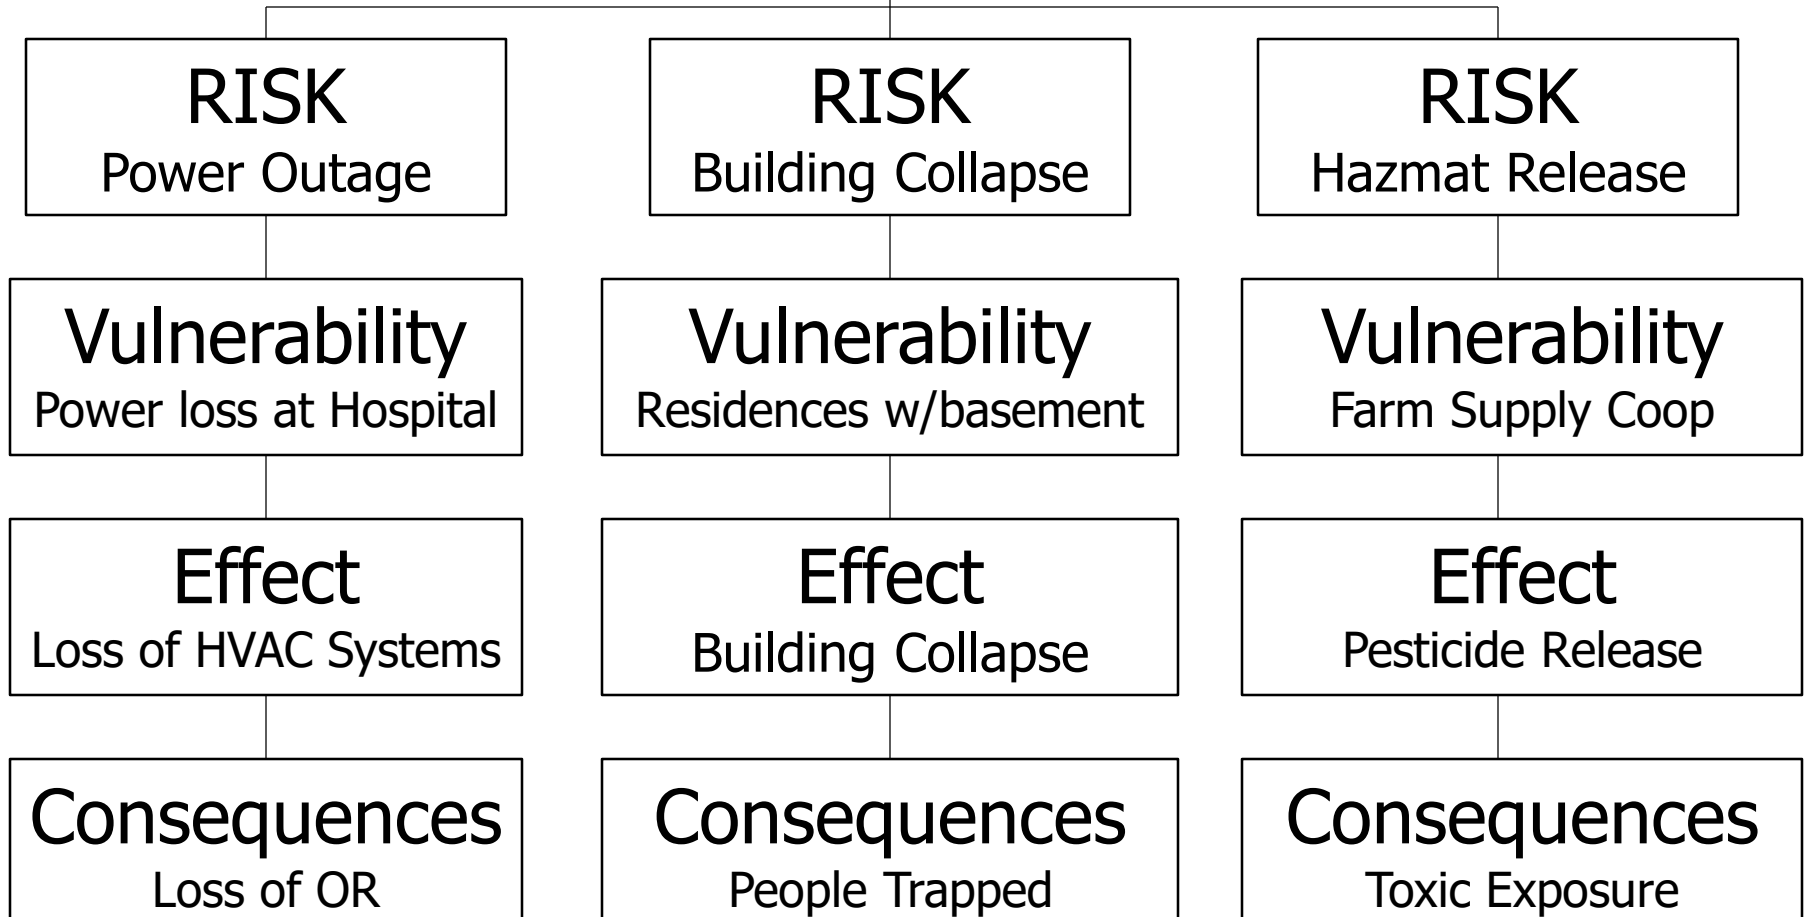 RISK
Power Outage
RISK
Building Collapse
RISK
Hazmat Release
Vulnerability
Power loss at Hospital
Vulnerability
Residences w/basement
Vulnerability
Farm Supply Coop
Effect
Loss of HVAC Systems
Effect
Building Collapse
Effect
Pesticide Release
Consequences
Loss of OR
Consequences
People Trapped
Consequences
Toxic Exposure